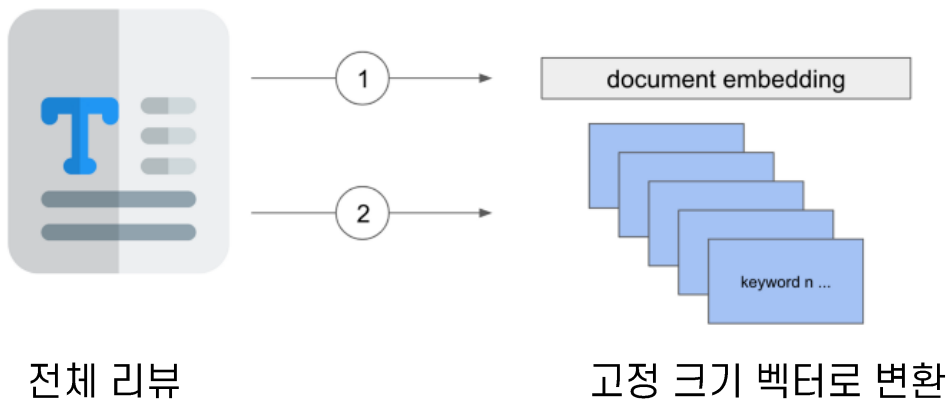 T
1
document embedding
2
keyword n ...
전체 리뷰
고정 크기 벡터로 변환